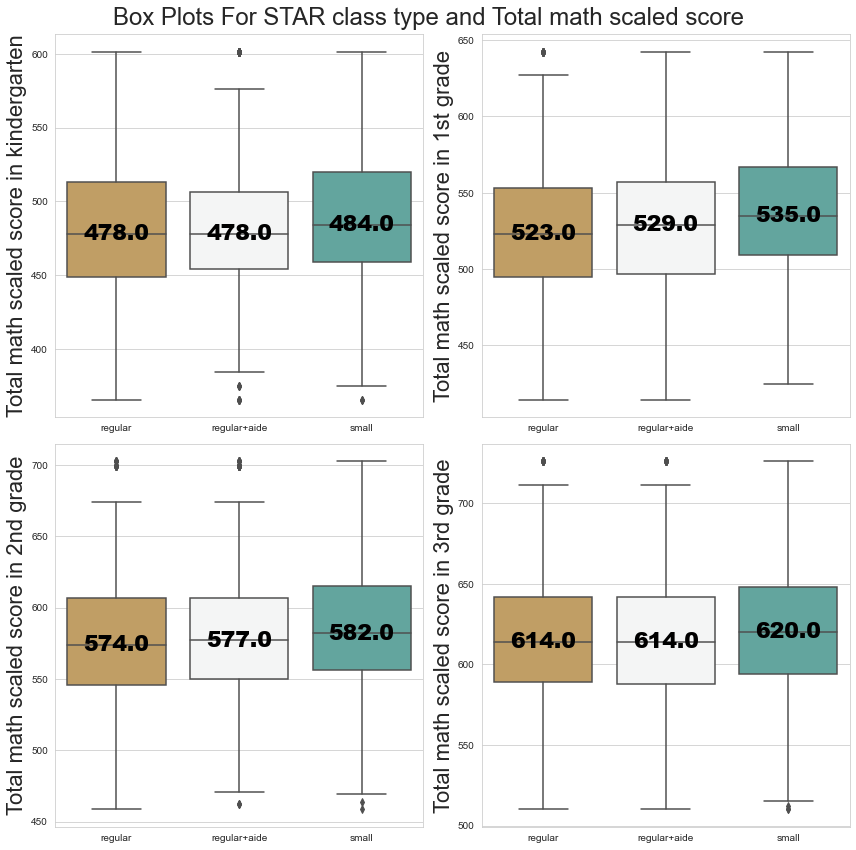 Box Plots For STAR class type and Total math scaled score
Total math scaled score in kindergarten
600
550
500
450
400
478.0
478.0
484.0
regular
regular+aide
small
Total math scaled score in 1st grade
650
600
550
500
450
523.0
529.0
535.0
regular
regular+aide
small
Total math scaled score in 2nd grade
700
650
600
550
500
450
574.0
577.0
582.0
regular
regular+aide
small
Total math scaled score in 3rd grade
700
650
600
550
500
614.0
614.0
620.0
regular
regular+aide
small